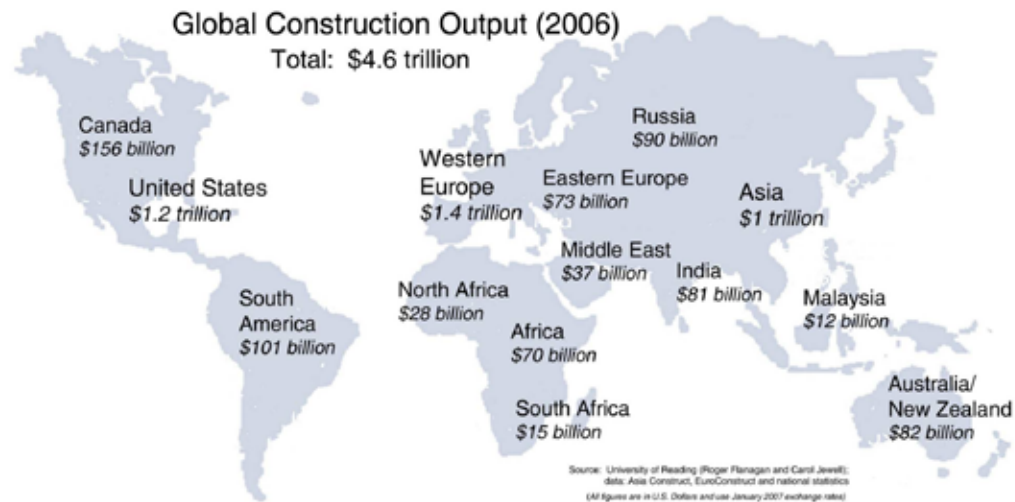 Global Construction Output (2006)
Total: $4.6 trillion
Canada
$156 billion
United States
$1.2 trillion
Western
Europe
$1.4 trillion
Eastern Europe
$73 billion
Russia
$90 billion
Asia
$1 trillion
Middle East
$37 billion
India
$81 billion
Malaysia
$12 billion
North Africa
$28 billion
Africa
$70 billion
South Africa
$15 billion
South
America
$101 billion
Australia/
New Zealand
$82 billion
Source: University of Reading (Roger Flanagan and Carol Jewell);
data: Asia Construct, EuroConstruct and national statistics
(All figures are in U.S. Dollars and use January 2007 exchange rates)